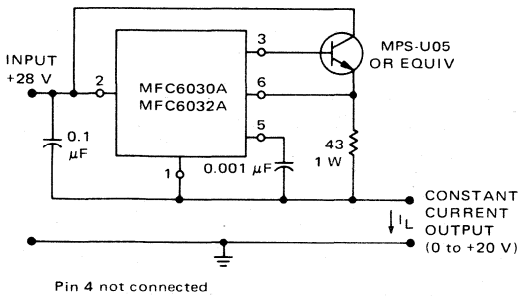 INPUT
+28 V
2
MFC6030A
MFC6032A
3
6
5
1
MPS-U05
OR EQUIV
0.1
μF
0.001 μF
43
1 W
CONSTANT
CURRENT
OUTPUT
(0 to +20 V)
IL
Pin 4 not connected